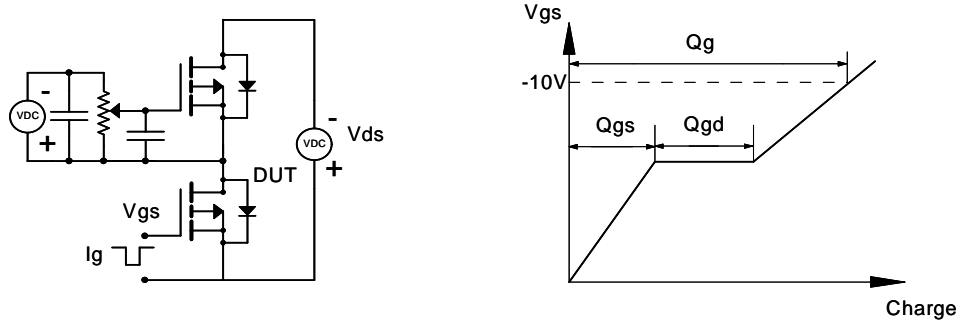 -
VDC
+
-
VDC
+
Vds
DUT
Vgs
Ig
Vgs
Qg
-10V
Qgs
Qgd
Charge